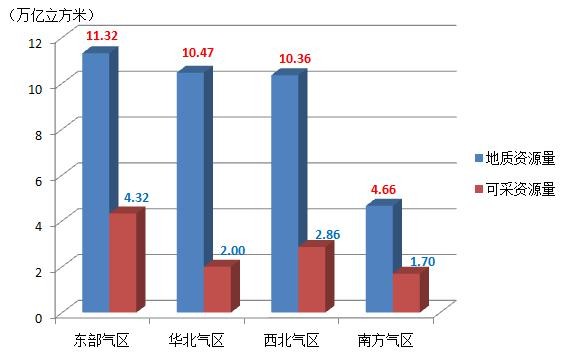 （万亿立方米）
12
10
8
6
4
2
0
11.32
4.32
10.47
2.00
10.36
2.86
4.66
1.70
东部气区
华北气区
西北气区
南方气区
地质资源量
可采资源量